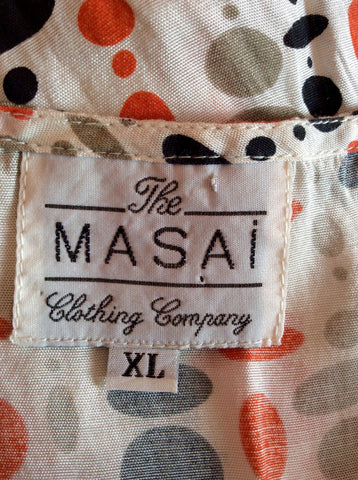 The
MASAI
Clothing Company
XL